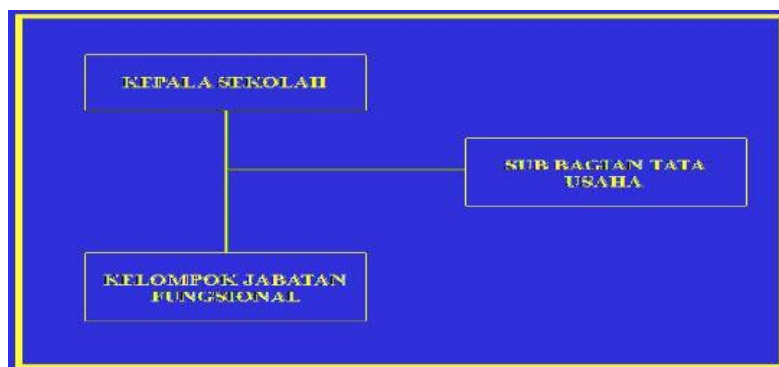 KEPALA SEKOLAH
SUB BAGIAN TATA
USAHA
KELOMPOK JABATAN
FUNGSIONAL